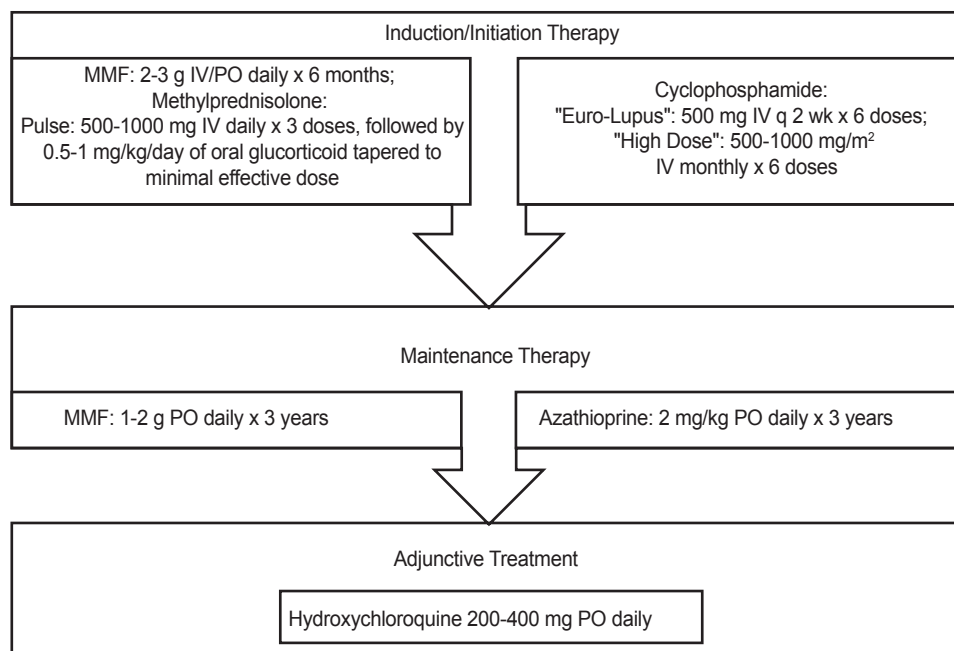 Induction/Initiation Therapy
MMF: 2-3 g IV/PO daily x 6 months;
Methylprednisolone:
Pulse: 500-1000 mg IV daily x 3 doses, followed by
0.5-1 mg/kg/day of oral glucorticoid tapered to
minimal effective dose
Cyclophosphamide:
"Euro-Lupus": 500 mg IV q 2 wk x 6 doses;
"High Dose": 500-1000 mg/m²
IV monthly x 6 doses
Maintenance Therapy
MMF: 1-2 g PO daily x 3 years
Azathioprine: 2 mg/kg PO daily x 3 years
Adjunctive Treatment
Hydroxychloroquine 200-400 mg PO daily